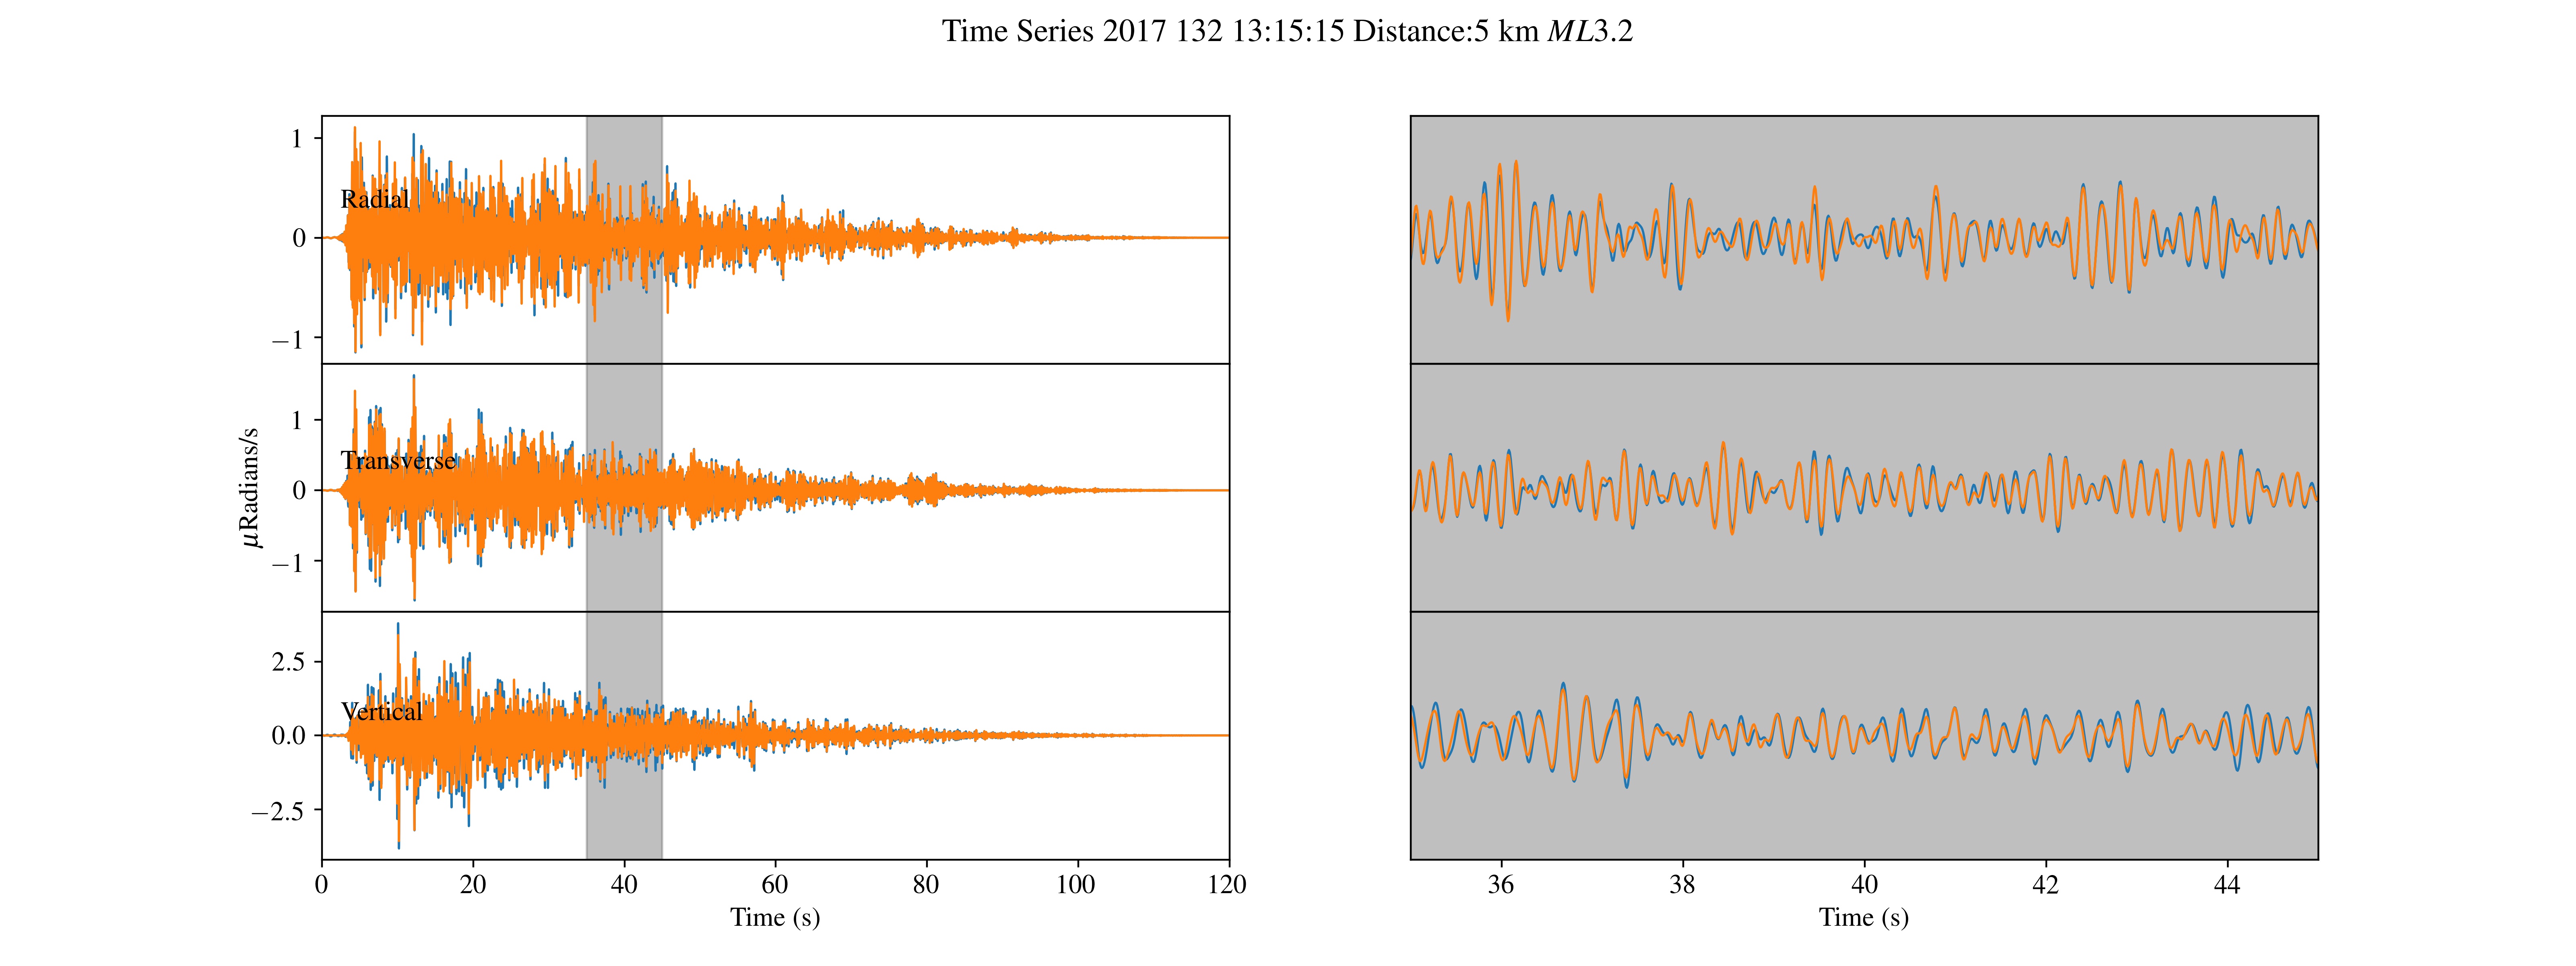 Time Series 2017 132 13:15:15 Distance:5 km ML3.2
1
0
−1
Radial
μRadians/s
1
0
−1
Transverse
2.5
0.0
−2.5
Vertical
0 20 40 60 80 100 120
Time (s)
36 38 40 42 44
Time (s)